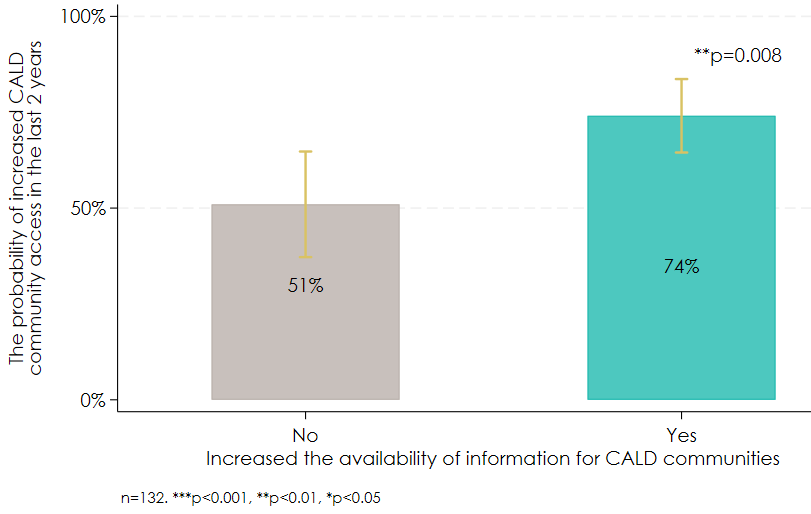 The probability of increased CALD
community access in the last 2 years
100%
50%
0%
**p=0.008
51%
74%
No
Yes
Increased the availability of information for CALD communities
n=132. ***p<0.001, **p<0.01, *p<0.05